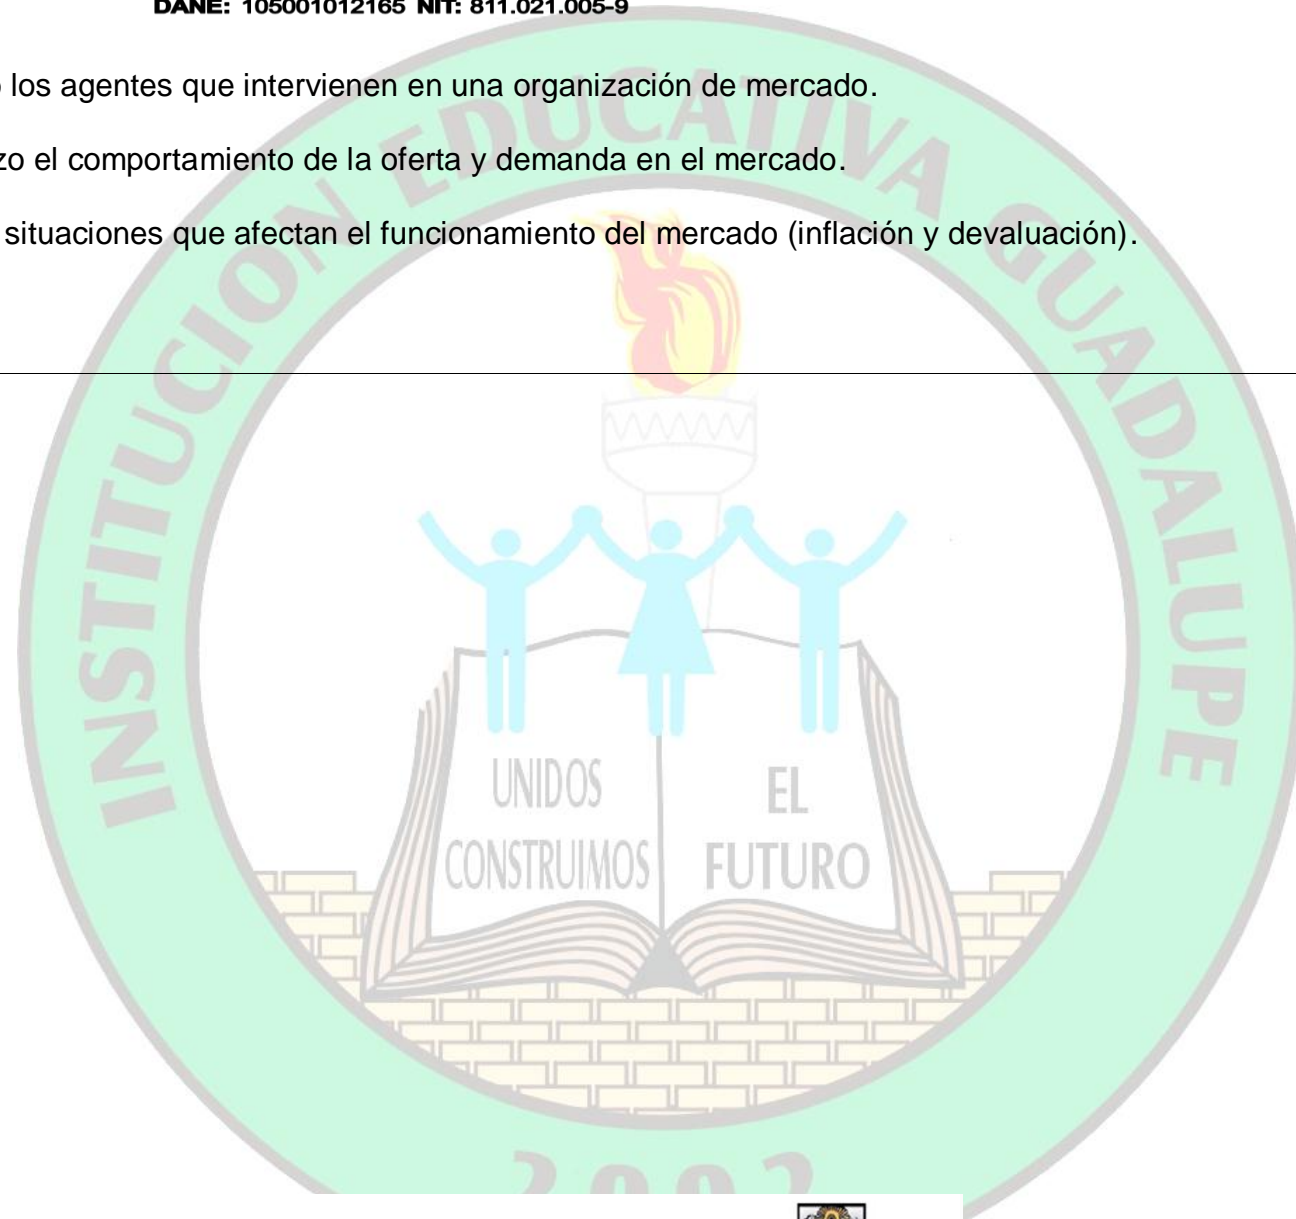 DANE: 105001012165 NIT: 811.021.005-9
los agentes que intervienen en una organización de mercado.
zo el comportamiento de la oferta y demanda en el mercado.
situaciones que afectan el funcionamiento del mercado (inflación y devaluación).
INSTITUCION EDUCATIVA GUADALUPE
UNIDOS EL
CONSTRUIMOS FUTURO
2002